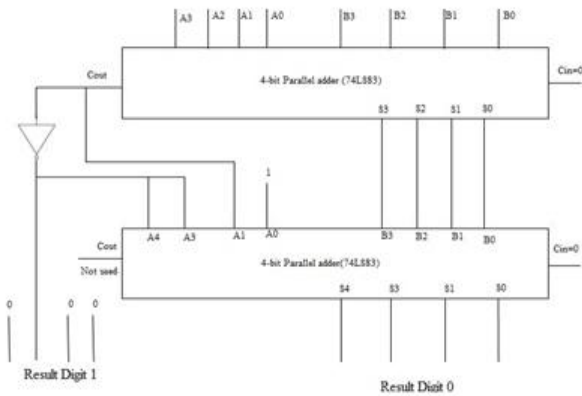 A3 A2 A1 A0 B3 B2 B1 B0
Cout
4-bit Parallel adder (74LS83)
Cin=0
S3 S2 S1 S0
1
A4 A3 A1 A0 B3 B2 B1 B0
Cout
Not used
4-bit Parallel adder(74LS83)
Cin=0
S4 S3 S1 S0
0 0 0
Result Digit 1
Result Digit 0